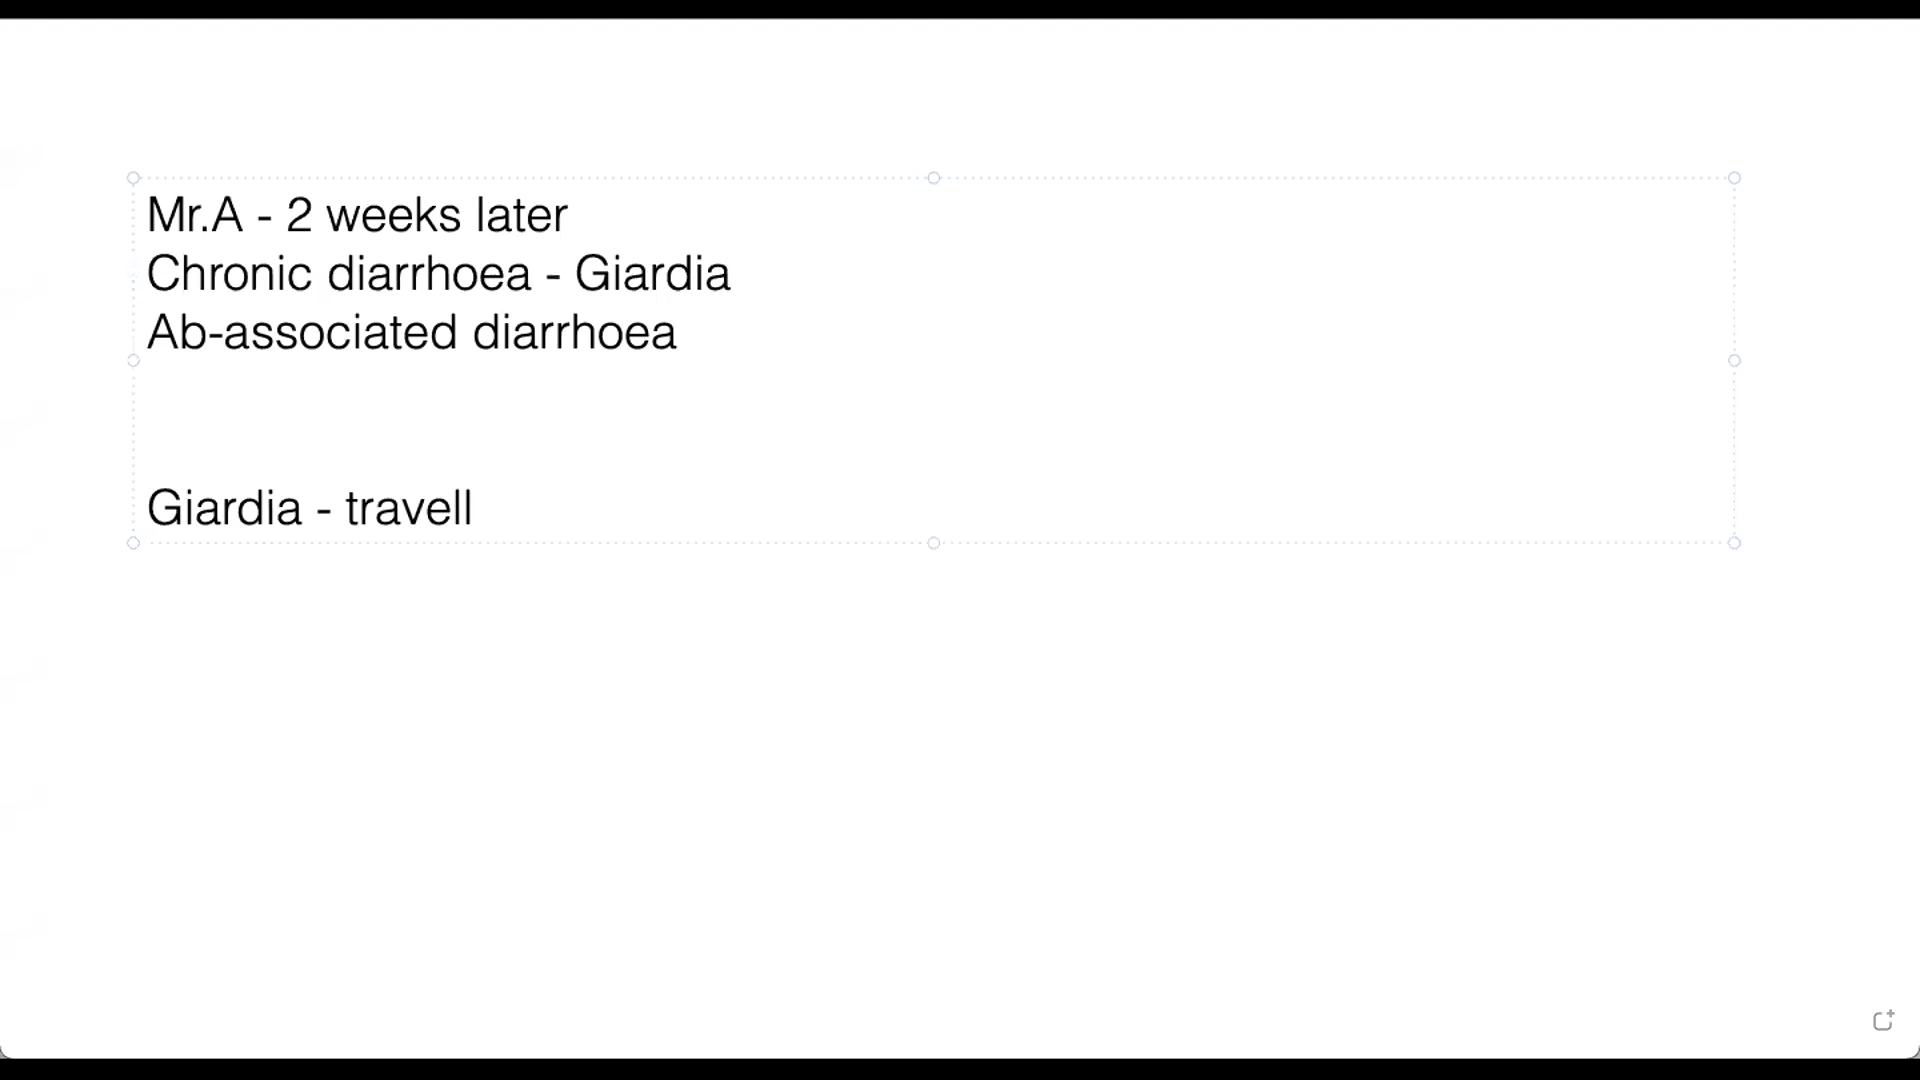 Mr.A - 2 weeks later
Chronic diarrhoea - Giardia
Ab-associated diarrhoea
Giardia - travell